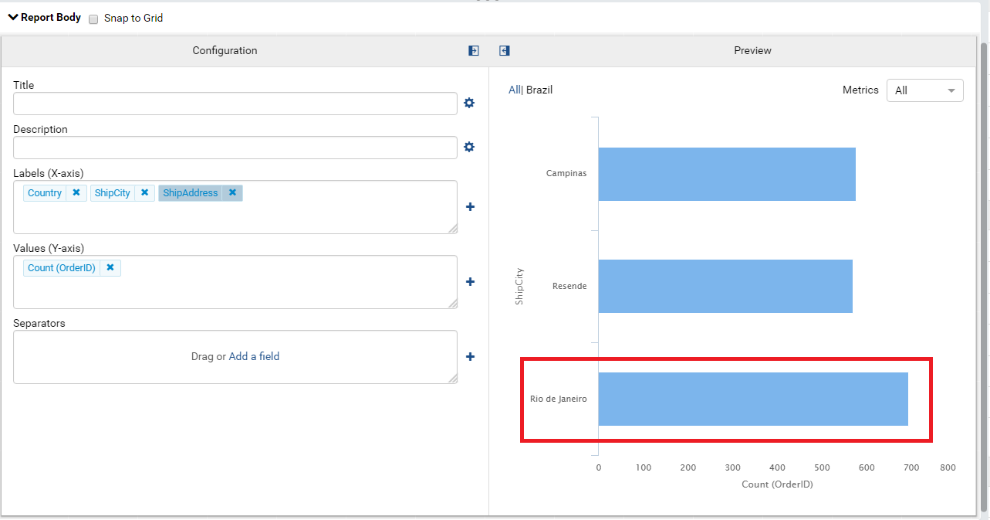 Report Body Snap to Grid
Configuration
Title
Description
Labels (X-axis)
Country ShipCity ShipAddress
Values (Y-axis)
Count (OrderID)
Separators
Drag or Add a field
Preview
All| Brazil
Metrics All
Campinas
Resende
Rio de Janeiro
ShipCity
0 100 200 300 400 500 600 700 800
Count (OrderID)